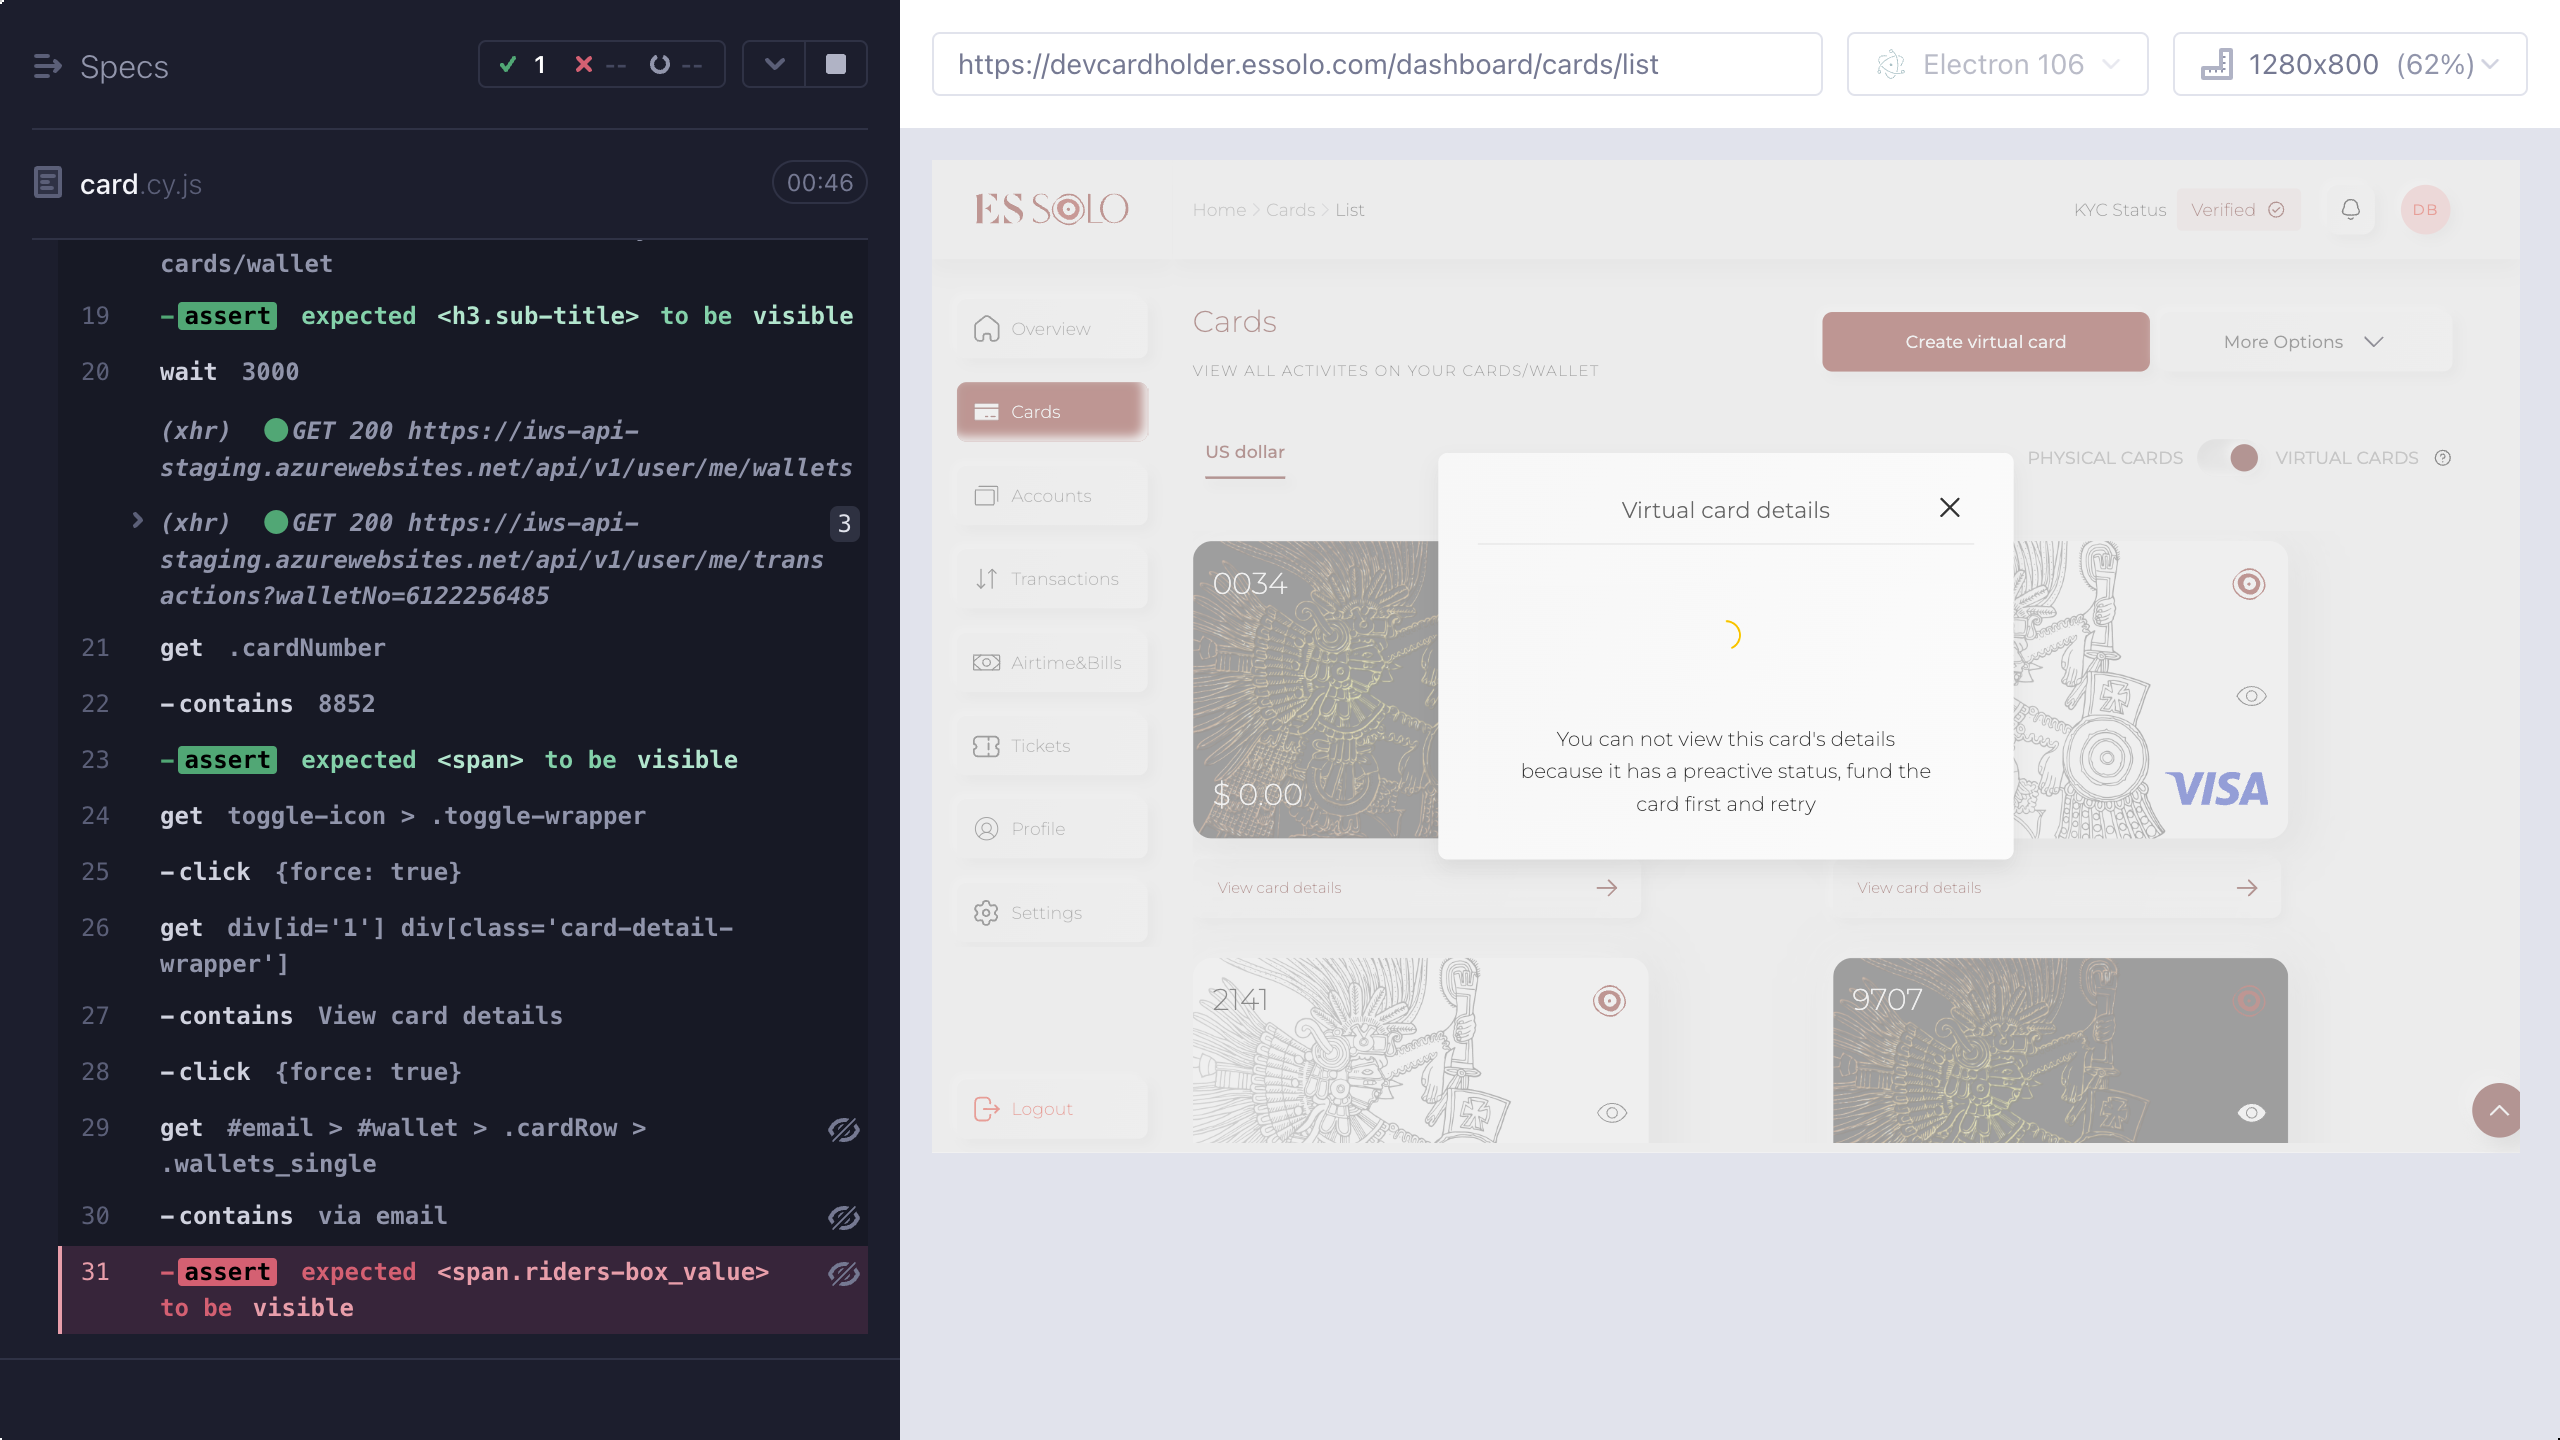 Specs
1
--
--
card.cy.js
00:46
cards/wallet
19 -assert expected <h3.sub-title> to be visible
20 wait 3000
(xhr) GET 200 https://iws-api-
staging.azurewebsites.net/api/v1/user/me/wallets
(xhr) GET 200 https://iws-api- 3
staging.azurewebsites.net/api/v1/user/me/trans
actions?walletNo=6122256485
21 get .cardNumber
22 -contains 8852
23 -assert expected <span> to be visible
24 get toggle-icon > .toggle-wrapper
25 -click {force: true}
26 get div[id='1'] div[class='card-detail-
wrapper']
27 -contains View card details
28 -click {force: true}
29 get #email > #wallet > .cardRow >
.wallets_single
30 -contains via email
31 -assert expected <span.riders-box_value>
to be visible
https://devcardholder.essolo.com/dashboard/cards/list
Electron 106
1280x800 (62%)
ES SOLO
Home > Cards > List
KYC Status
Verified
DB
Overview
Cards
Accounts
Transactions
Airtime&Bills
Tickets
Profile
Settings
Logout
Cards
VIEW ALL ACTIVITES ON YOUR CARDS/WALLET
Create virtual card
More Options
US dollar
PHYSICAL CARDS
VIRTUAL CARDS
Virtual card details
You can not view this card's details
because it has a preactive status, fund the
card first and retry
0034
$ 0.00
VISA
View card details
View card details
2141
9707